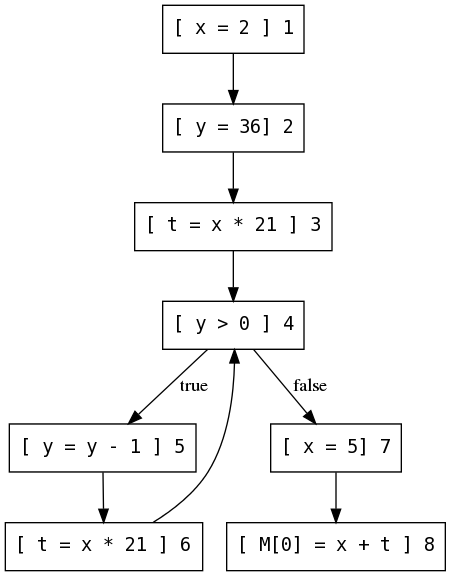 [ x = 2 ] 1
[ y = 36] 2
[ t = x * 21 ] 3
[ y > 0 ] 4
true
false
[ y = y - 1 ] 5
[ x = 5] 7
[ t = x * 21 ] 6
[ M[0] = x + t ] 8